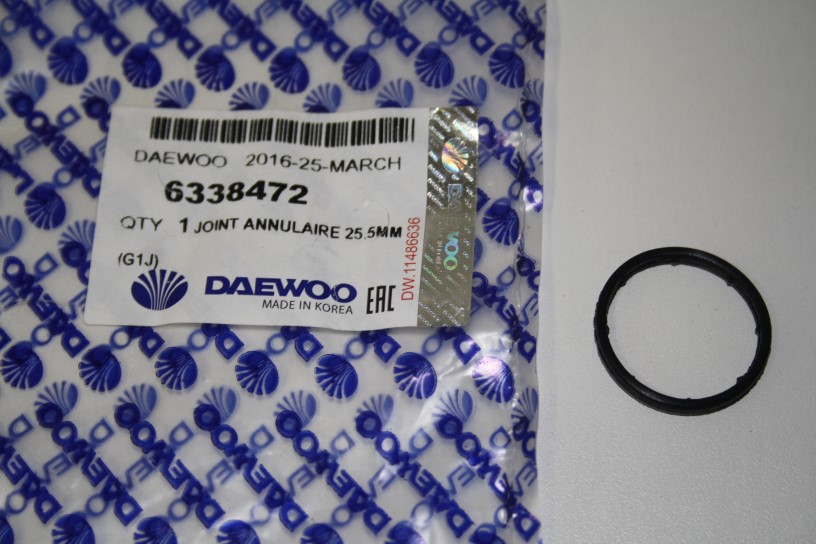 DAEWOO 2016-25-MARCH
6338472
QTY 1 JOINT ANNULAIRE 25.5MM
(G1J)
DAEWOO
MADE IN KOREA
EAC
DW.11486636
DAEWOO